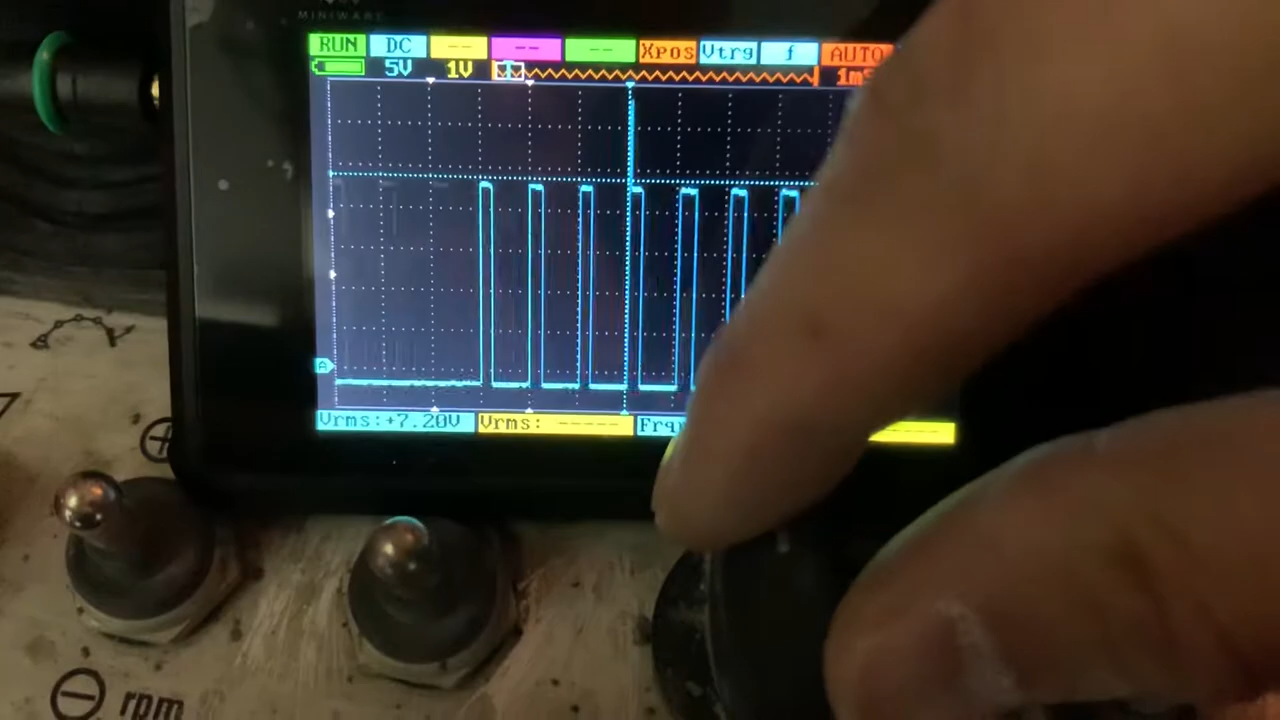 MINIWARE
RUN DC -- -- -- Xpos Vtrg f AUTO
5V 1V
A
Vrms:+7.20V Vrms: -----
rpm